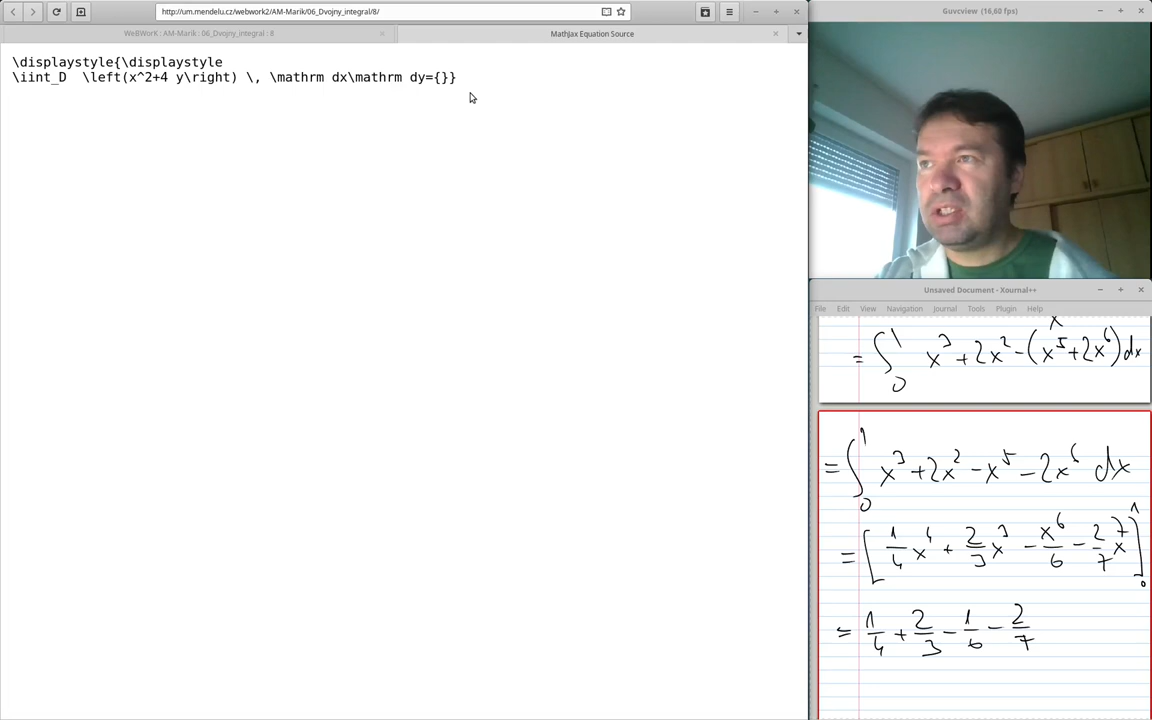 http://um.mendelu.cz/webwork2/AM-Marik/06_Dvojny_integral/8/
WeBWorK : AM-Marik : 06_Dvojny_integral : 8
MathJax Equation Source
\displaystyle{\displaystyle
\iint_D  \left(x^2+4 y\right) \, \mathrm dx\mathrm dy={}}
Guvcview (16,60 fps)
Unsaved Document - Xournal++
File Edit View Navigation Journal Tools Plugin Help
x
= ∫₀¹ x³ + 2x² - (x⁵ + 2x⁶) dx
= ∫₀¹ x³ + 2x² - x⁵ - 2x⁶ dx
= [1/4 x⁴ + 2/3 x³ - x⁶/6 - 2/7 x⁷]₀¹
= 1/4 + 2/3 - 1/6 - 2/7